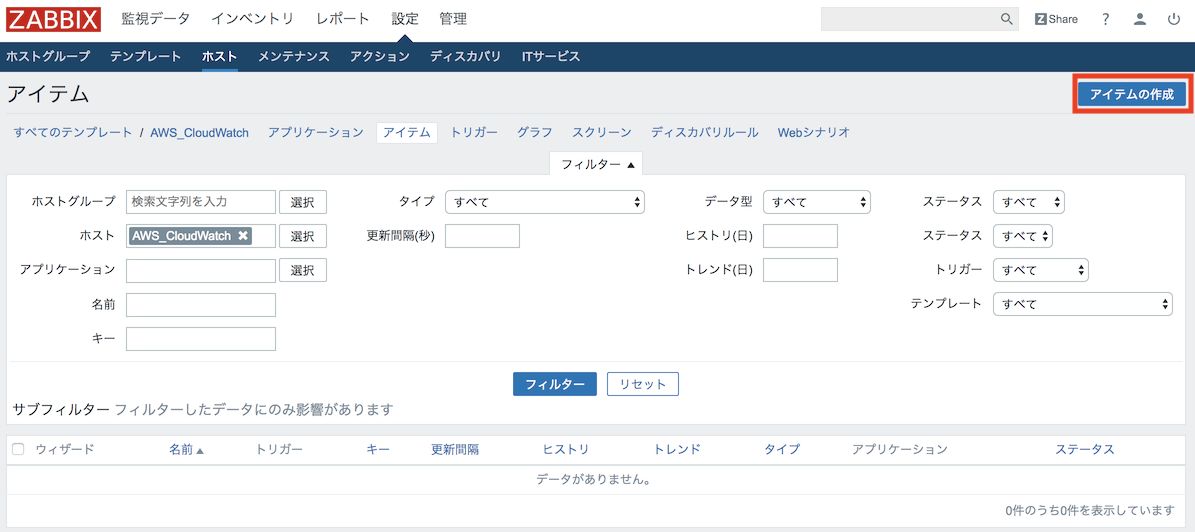 ZABBIX 監視データ インベントリ レポート 設定 管理 Z Share ?
ホストグループ テンプレート ホスト メンテナンス アクション ディスカバリ ITサービス
アイテム アイテムの作成
すべてのテンプレート / AWS_CloudWatch アプリケーション アイテム トリガー グラフ スクリーン ディスカバリルール Webシナリオ
フィルター ▲
ホストグループ 検索文字列を入力 選択 タイプ すべて データ型 すべて ステータス すべて
ホスト AWS_CloudWatch ✖ 選択 更新間隔(秒) ヒストリ(日) ステータス すべて
アプリケーション 選択 トレンド(日) トリガー すべて
名前 テンプレート すべて
キー
フィルター リセット
サブフィルター フィルターしたデータにのみ影響があります
ウィザード 名前▲ トリガー キー 更新間隔 ヒストリ トレンド タイプ アプリケーション ステータス
データがありません。
0件のうち0件を表示しています